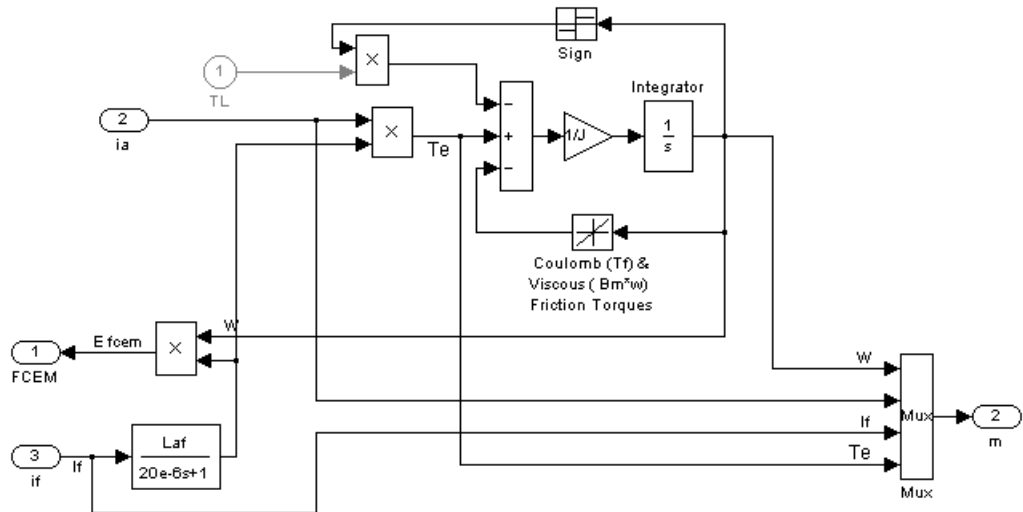 Sign
×
1
TL
Integrator
−
2
ia
×
+
1/J
1
s
Te
−
Coulomb (Tf) &
Viscous ( Bm*w)
Friction Torques
W
E fcem
×
1
FCEM
W
Mux
2
m
If
Laf
20e-6s+1
3
if
If
Te
Mux